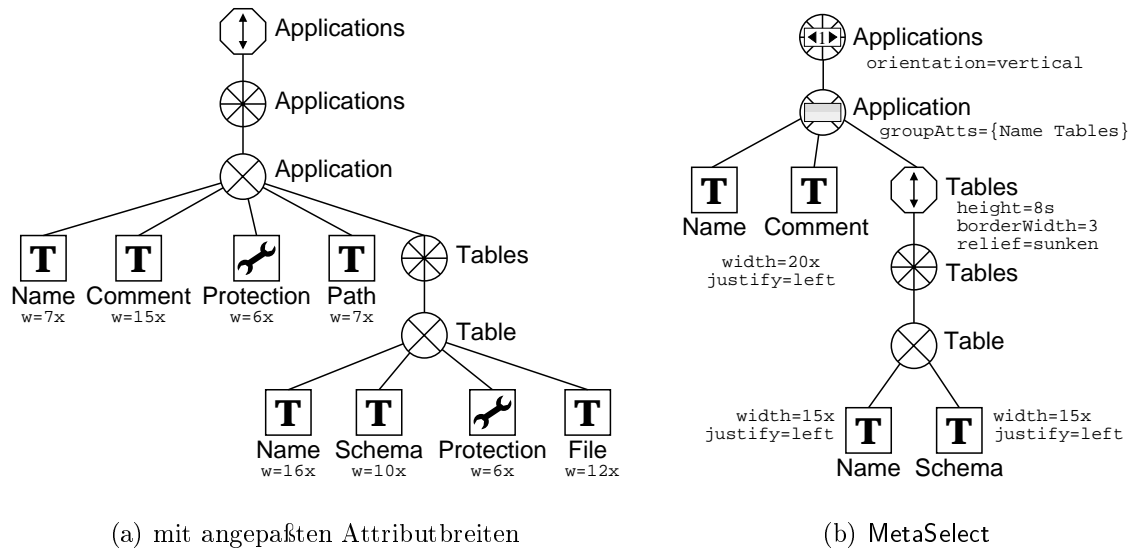 Applications
Applications
Application
T T T
Tables
Name Comment Protection Path
w=7x w=15x w=6x w=7x
Table
T T T
Name Schema Protection File
w=16x w=10x w=6x w=12x
(a) mit angepaßten Attributbreiten
1
Applications
orientation=vertical
Application
groupAtts={Name Tables}
T T
Name Comment
width=20x
justify=left
Tables
height=8s
borderWidth=3
relief=sunken
Tables
Table
width=15x
justify=left
T T
width=15x
justify=left
Name Schema
(b) MetaSelect